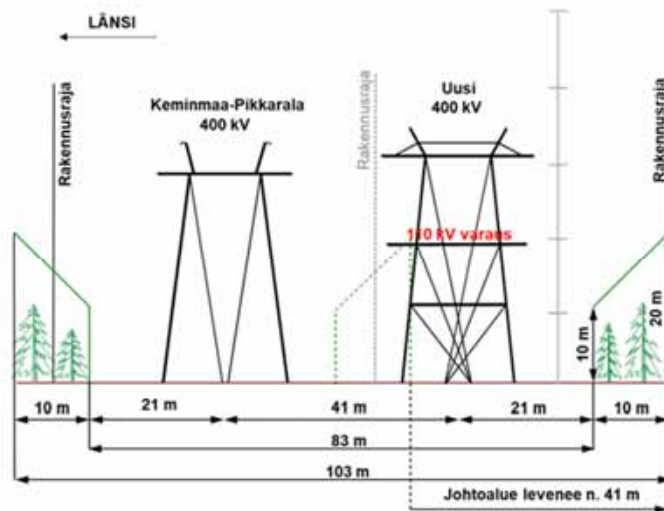 LÄNSI
Rakennusraja
Keminmaa-Pikkarala
400 kV
Rakennusraja
Uusi
400 kV
Rakennusraja
110 kV varaus
10 m
20 m
10 m
21 m
41 m
21 m
10 m
83 m
103 m
Johtoalue levenee n. 41 m